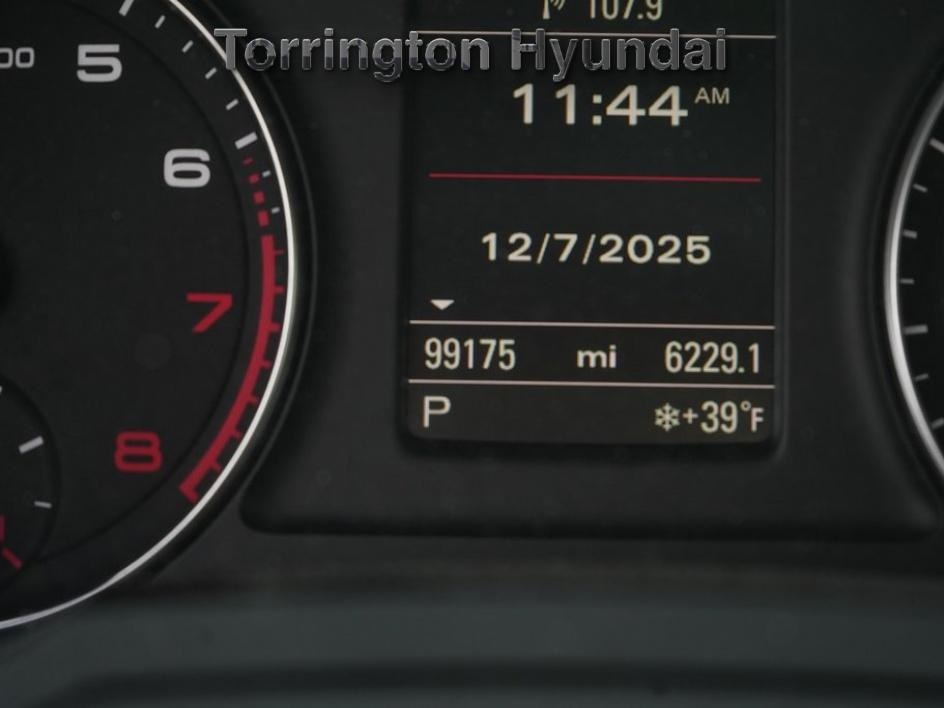 107.9
Torrington Hyundai
11:44 AM
12/7/2025
99175 mi 6229.1
P +39°F
5
6
7
8